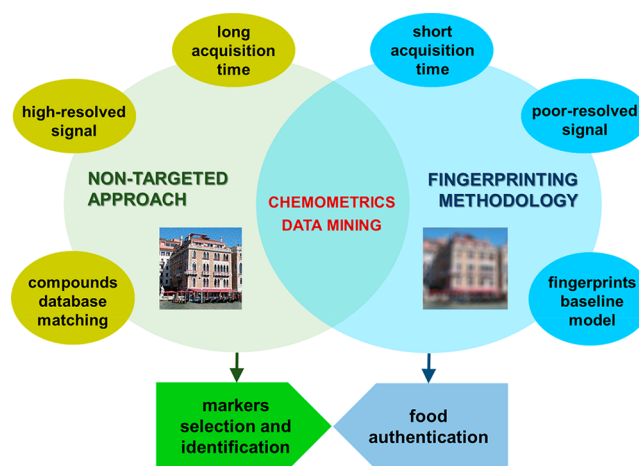 long
acquisition
time
short
acquisition
time
high-resolved
signal
poor-resolved
signal
NON-TARGETED
APPROACH
FINGERPRINTING
METHODOLOGY
CHEMOMETRICS
DATA MINING
compounds
database
matching
fingerprints
baseline
model
markers
selection and
identification
food
authentication